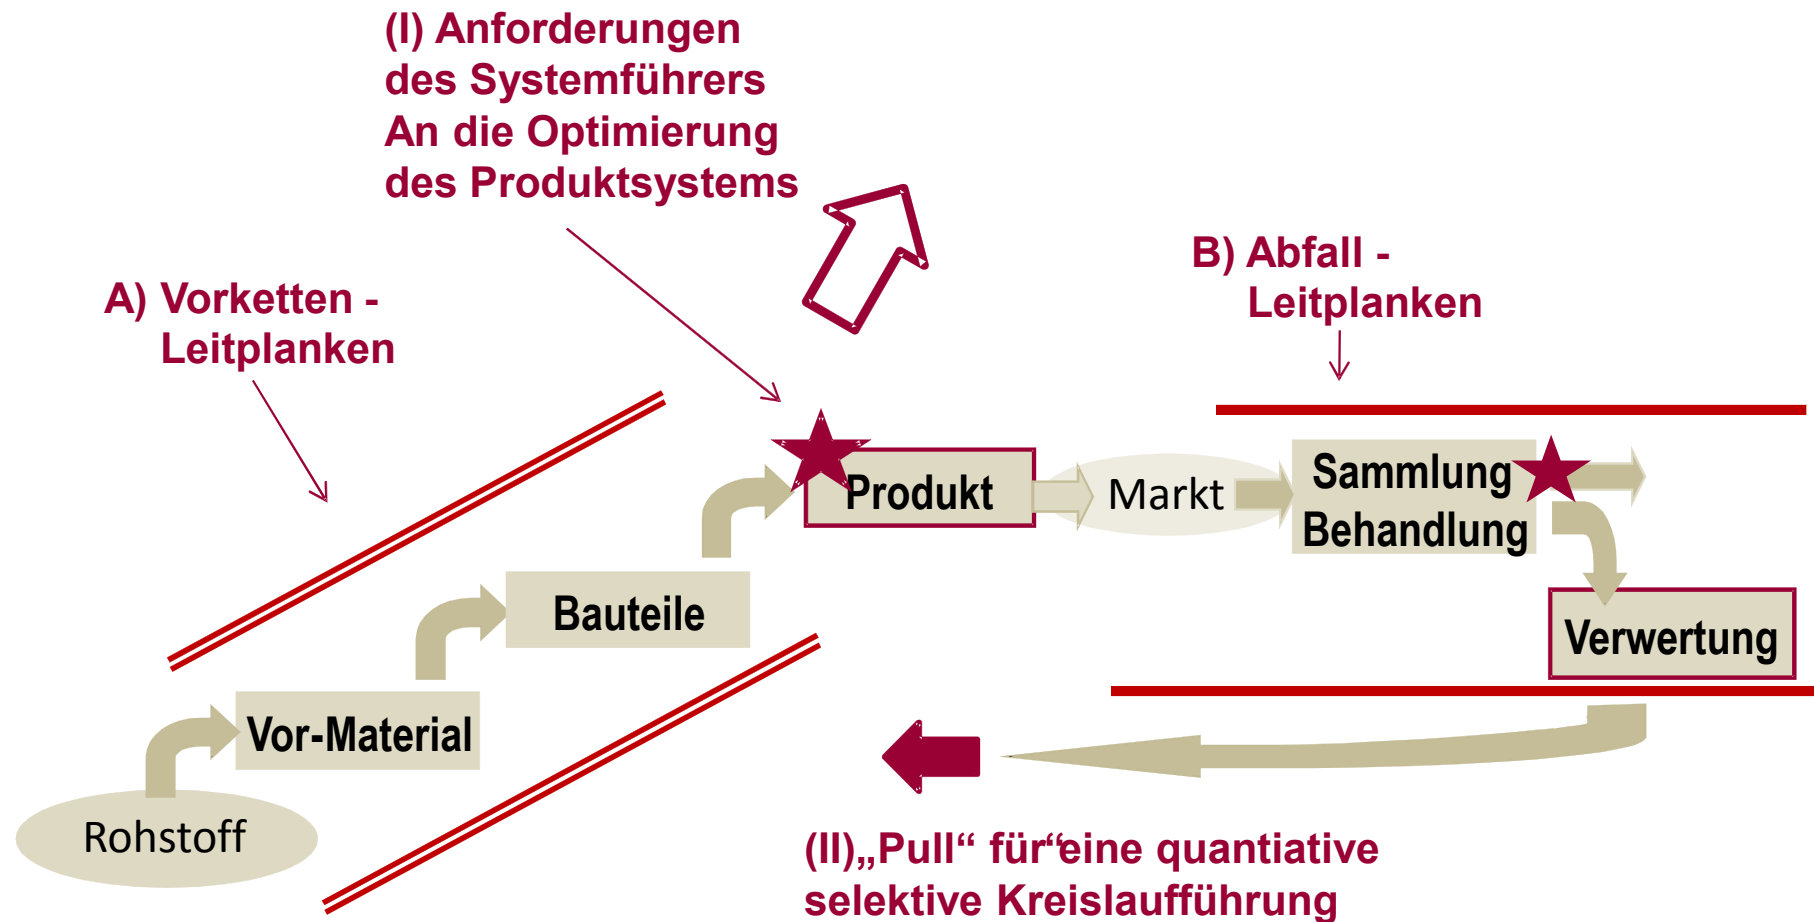 (I) Anforderungen
des Systemführers
An die Optimierung
des Produktsystems
B) Abfall -
Leitplanken
A) Vorketten -
Leitplanken
Produkt
Markt
Sammlung
Behandlung
Bauteile
Verwertung
Vor-Material
Rohstoff
(II)„Pull“ für“eine quantiative
selektive Kreislaufführung